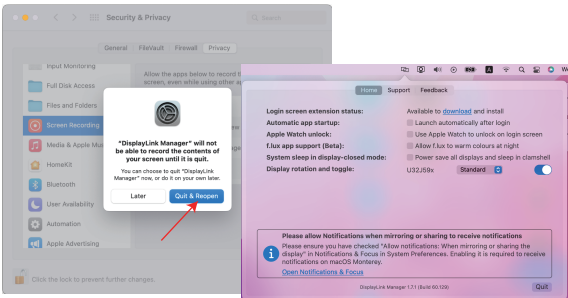 Security & Privacy
Search
General
FileVault
Firewall
Privacy
Input Monitoring
Full Disk Access
Files and Folders
Screen Recording
Media & Apple Mus
HomeKit
Bluetooth
User Availability
Automation
Apple Advertising
Allow the apps below to record t
screen, even while using other ap
Click the lock to prevent further changes.
"DisplayLink Manager" will not
be able to record the contents of
your screen until it is quit.
You can choose to quit "DisplayLink
Manager" now, or do it on your own later.
Later
Quit & Reopen
Home
Support
Feedback
Login screen extension status:
Available to download and install
Automatic app startup:
Launch automatically after login
Apple Watch unlock:
Use Apple Watch to unlock on login screen
f.lux app support (Beta):
Allow f.lux to warm colours at night
System sleep in display-closed mode:
Power save all displays and sleep in clamshell
Display rotation and toggle:
U32J59x
Standard
Please allow Notifications when mirroring or sharing to receive notifications
Please ensure you have checked "Allow notifications: When mirroring or sharing the
display" in Notifications & Focus in System Preferences. Enabling it is required to receive
notifications on macOS Monterey.
Open Notifications & Focus
DisplayLink Manager 1.7.1 (Build 60.129)
Quit